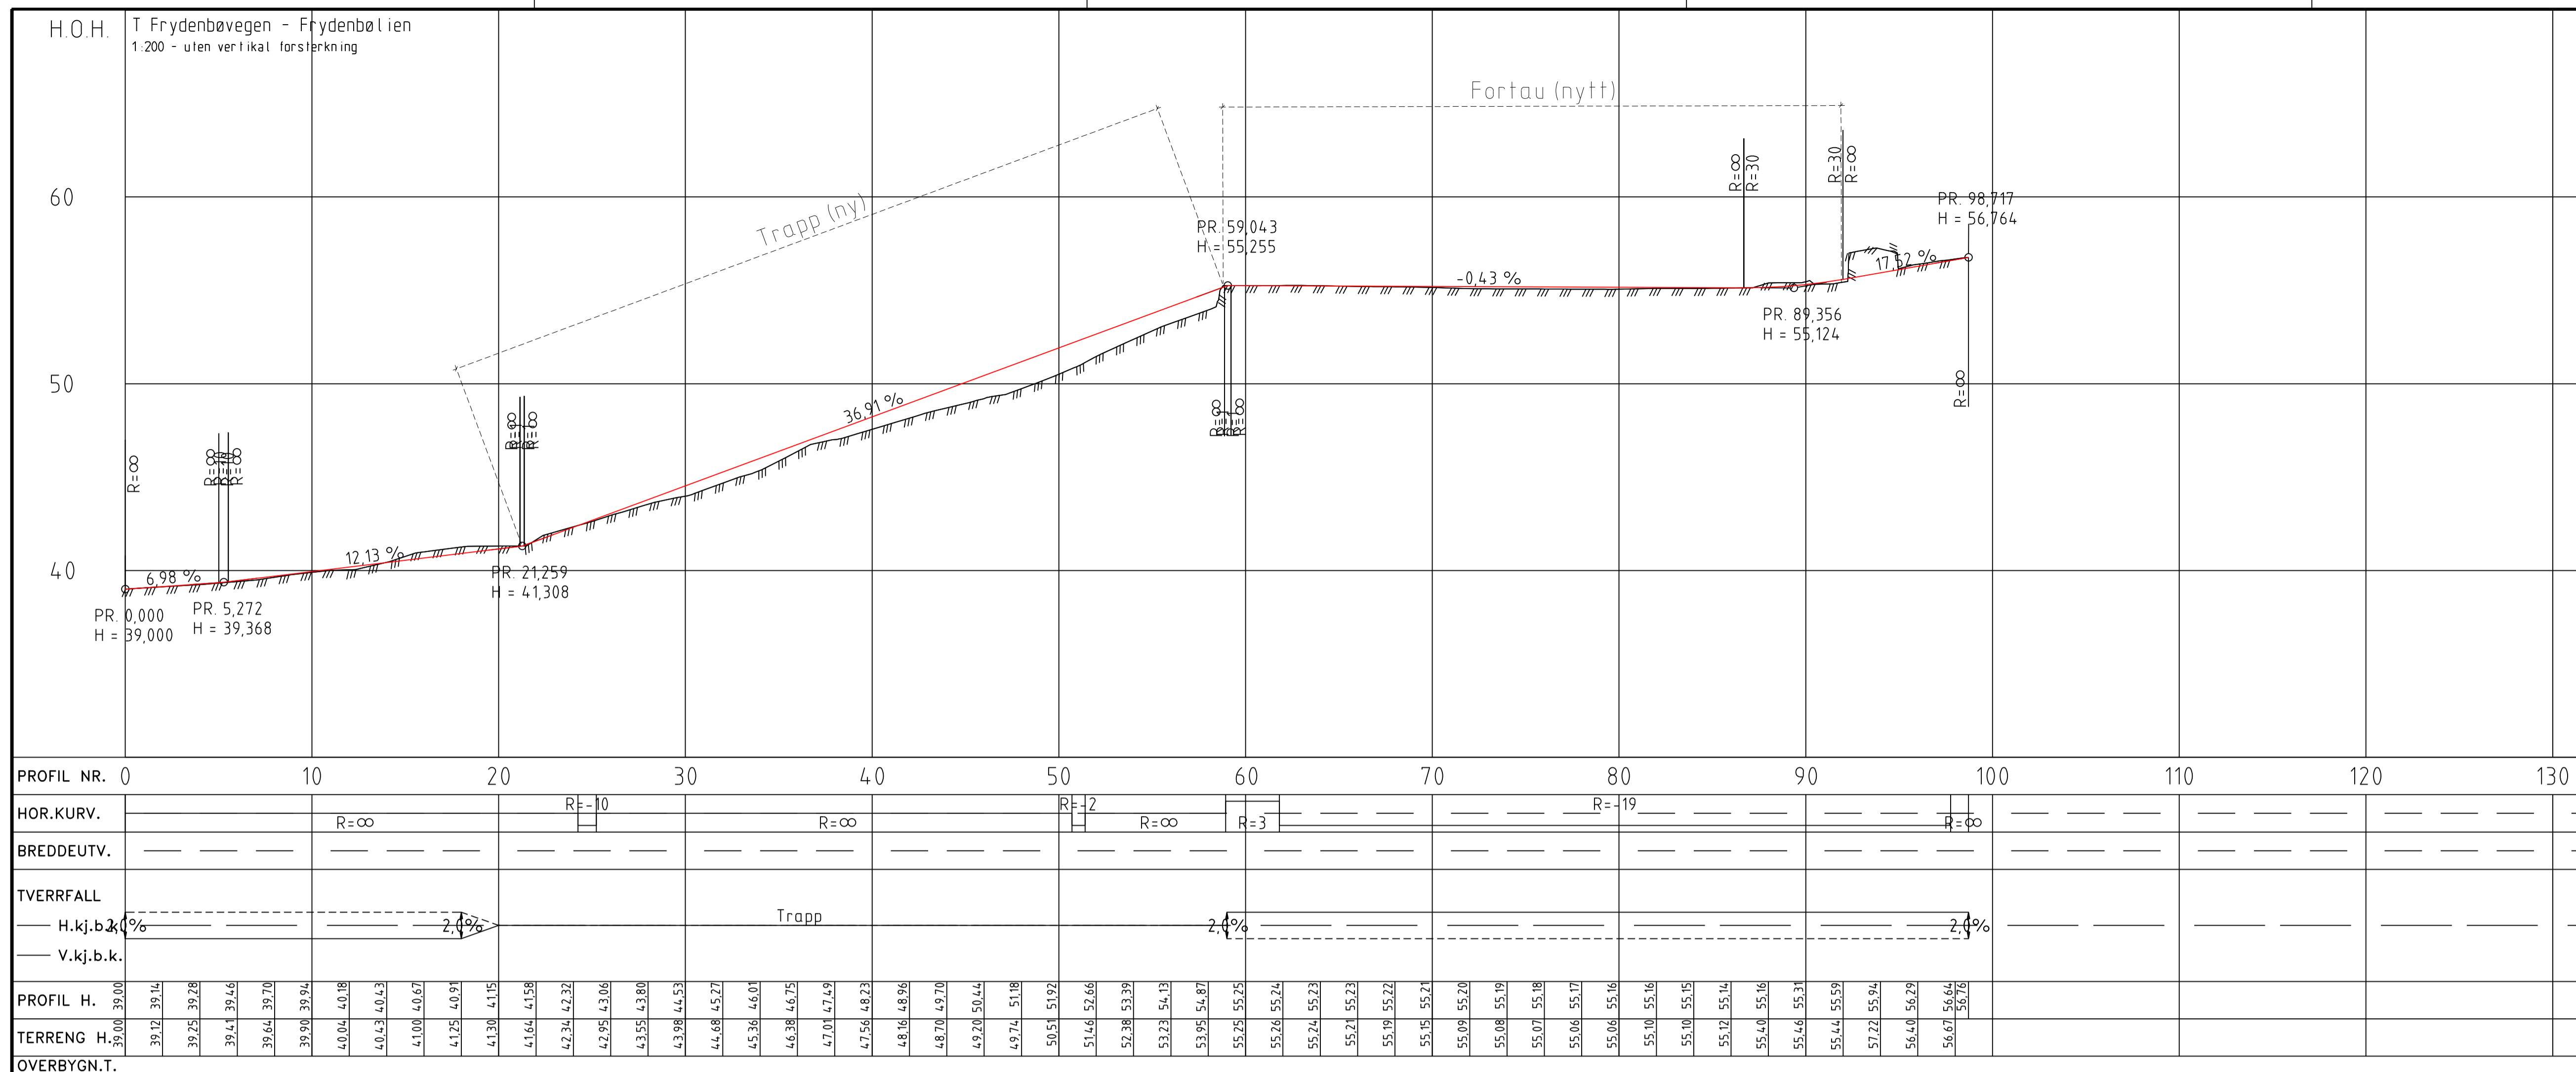 H.O.H.
T Frydenbøvegen - Frydenbølien
1:200 - uten vertikal forsterkning
Fortau (nytt)
Trapp (ny)
60
50
40
R=∞
R=30
R=30
R=∞
PR. 98,717
H = 56,764
PR. 59,043
H = 55,255
17,52 %
-0,43 %
PR. 89,356
H = 55,124
R=∞
36,91 %
R=∞
R=∞
R=∞
R=∞
R=∞
R=∞
R=10
R=10
R=∞
12,13 %
6,98 %
PR. 21,259
H = 41,308
PR. 0,000
H = 39,000
PR. 5,272
H = 39,368
PROFIL NR. 0 10 20 30 40 50 60 70 80 90 100 110 120 130
HOR.KURV.
R=∞ R=-10 R=∞ R=-2 R=∞ R=3 R=-19 R=∞
BREDDEUTV.
TVERRFALL
H.kj.b.k. 2,0% 2,0% Trapp 2,0% 2,0%
V.kj.b.k.
PROFIL H. 39,00 39,14 39,28 39,46 39,70 39,94 40,18 40,43 40,67 40,91 41,15 41,58 42,32 43,06 43,80 44,53 45,27 46,01 46,75 47,49 48,23 48,96 49,70 50,44 51,18 51,92 52,66 53,39 54,13 54,87 55,25 55,24 55,23 55,23 55,22 55,21 55,20 55,19 55,18 55,17 55,16 55,16 55,15 55,14 55,16 55,31 55,59 55,94 56,29 56,64 56,76
TERRENG H. 39,00 39,12 39,25 39,41 39,64 39,90 40,04 40,43 41,00 41,25 41,30 41,64 42,34 42,95 43,55 43,98 44,68 45,36 46,38 47,01 47,56 48,16 48,70 49,20 49,74 50,51 51,46 52,38 53,23 53,95 55,25 55,26 55,24 55,21 55,19 55,15 55,09 55,08 55,07 55,06 55,06 55,10 55,10 55,12 55,40 55,46 55,44 57,22 56,40 56,67
OVERBYGN.T.